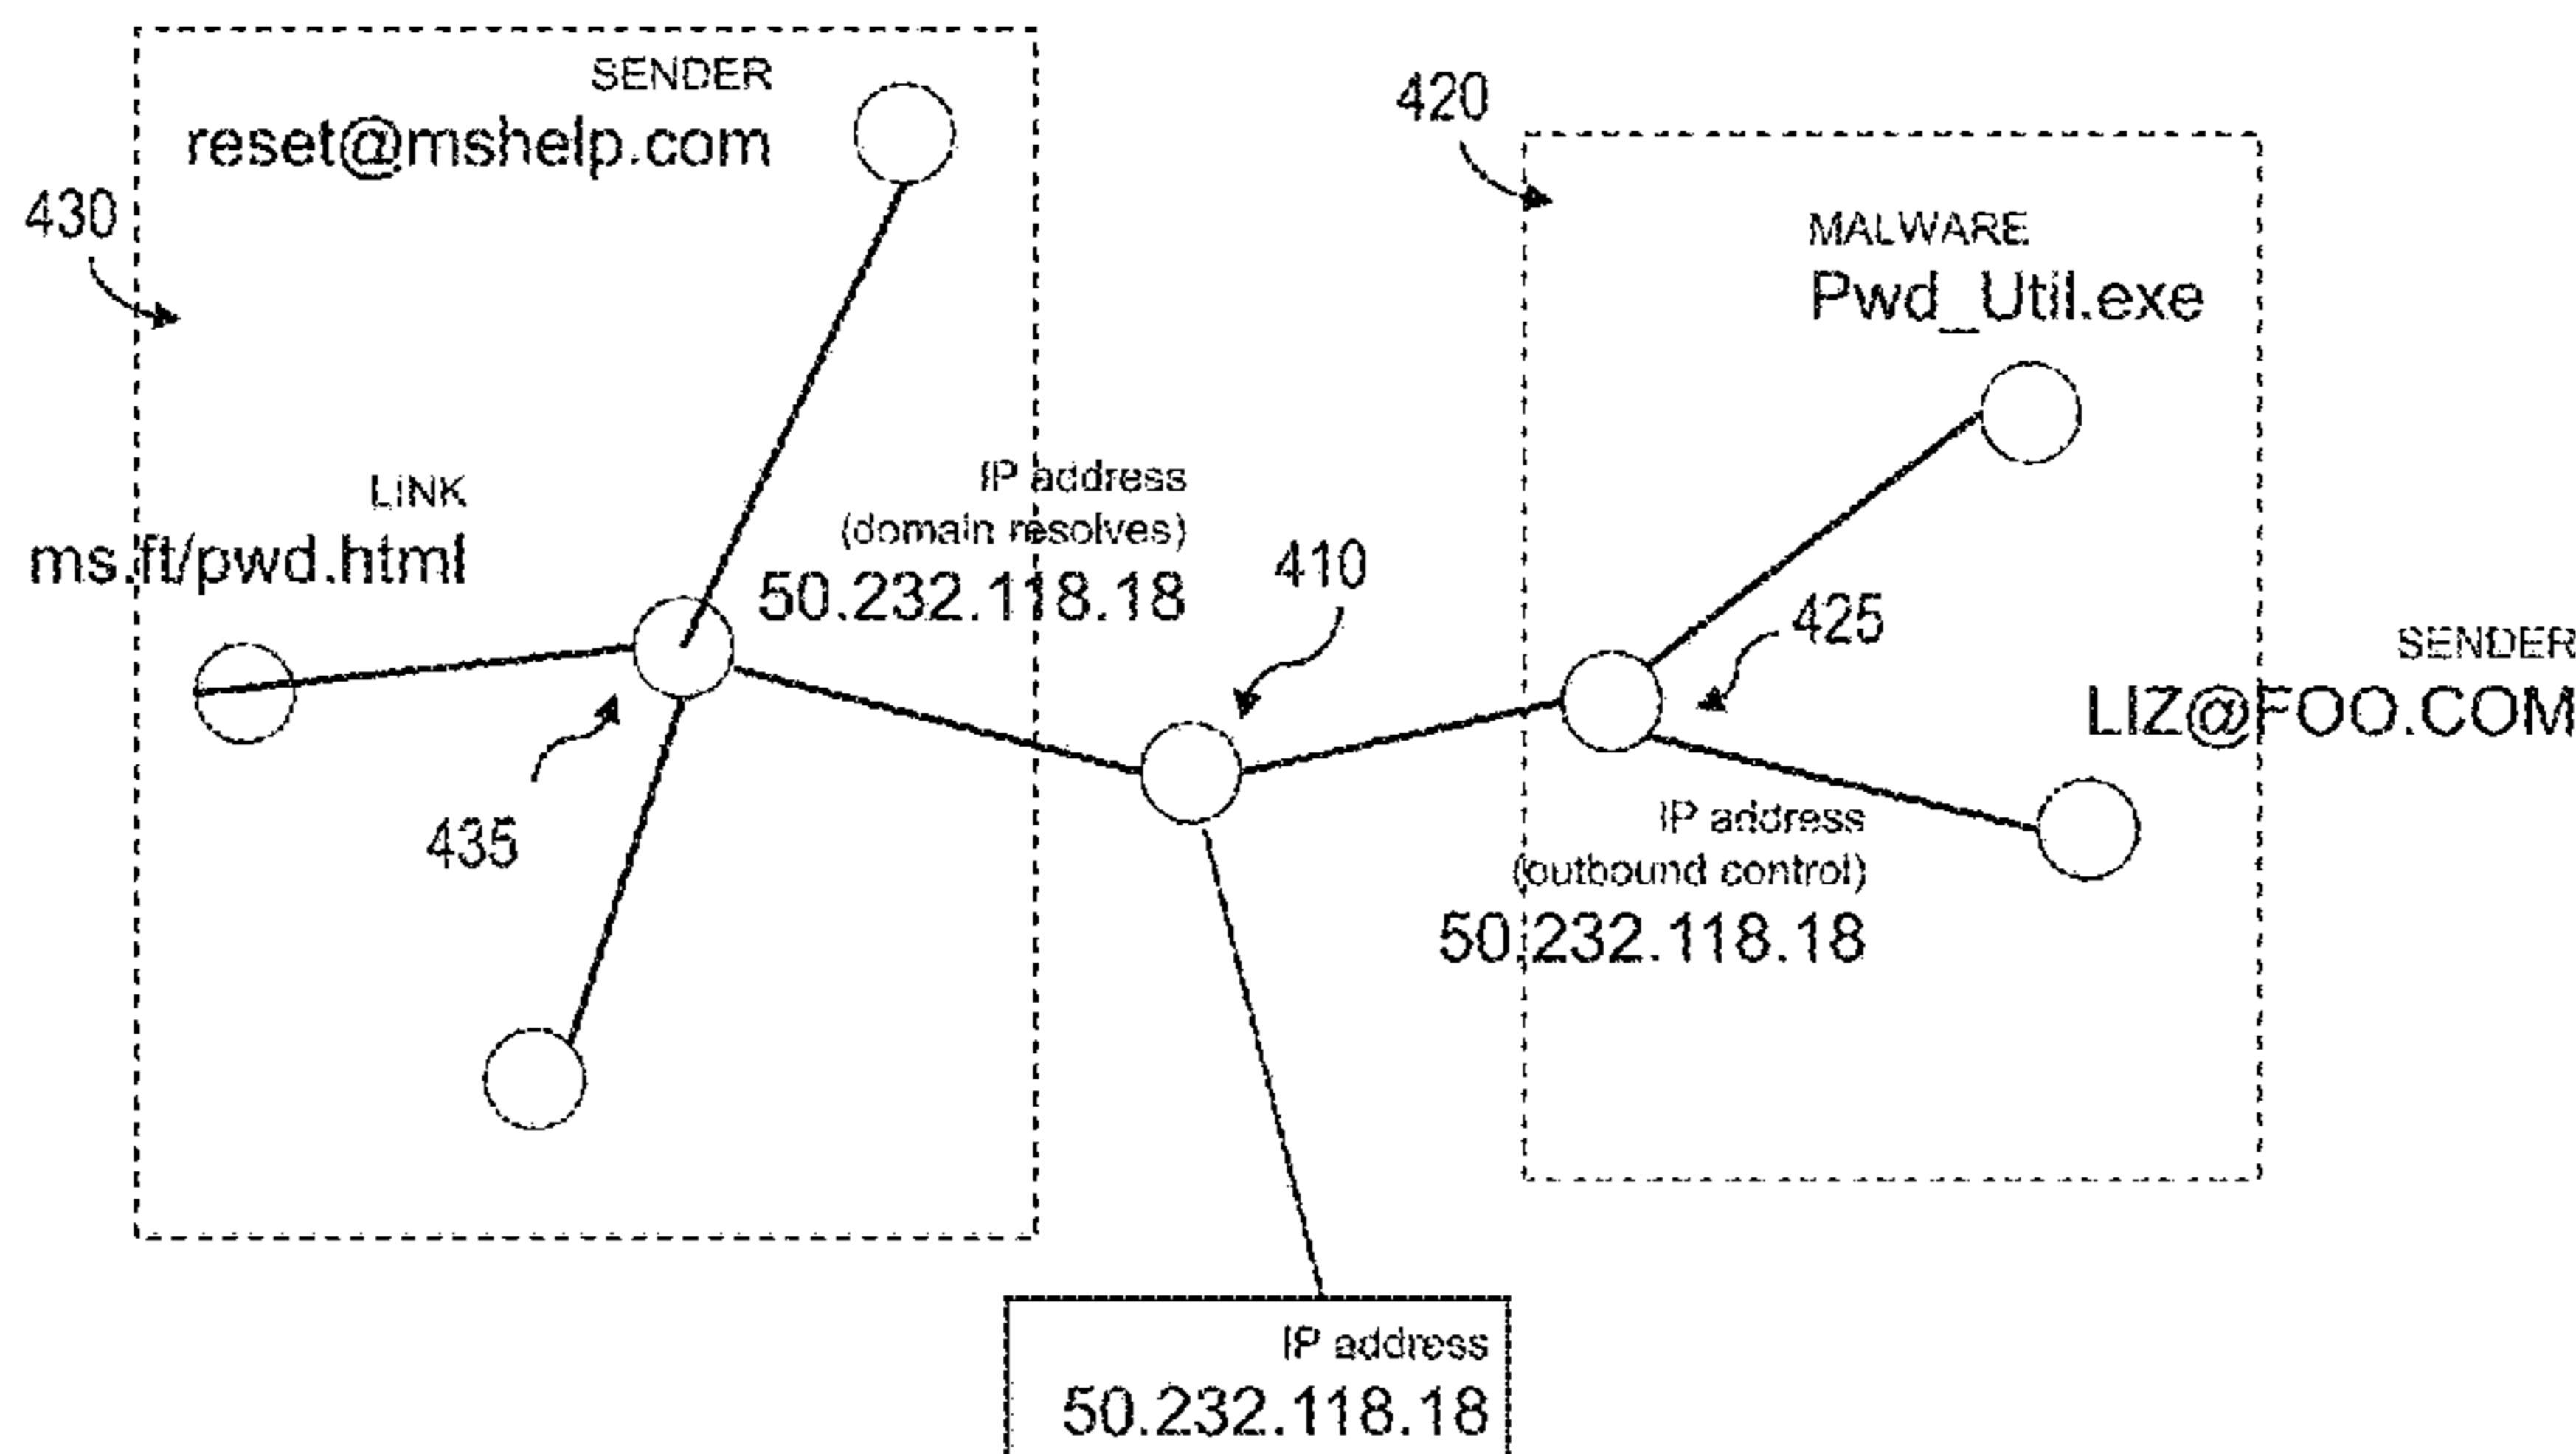 SENDER
reset@mshelp.com
430
LINK
ms.ft/pwd.html
IP address
(domain resolves)
50.232.118.18
435
410
420
MALWARE
Pwd_Util.exe
425
SENDER
LIZ@FOO.COM
IP address
(outbound control)
50.232.118.18
IP address
50.232.118.18